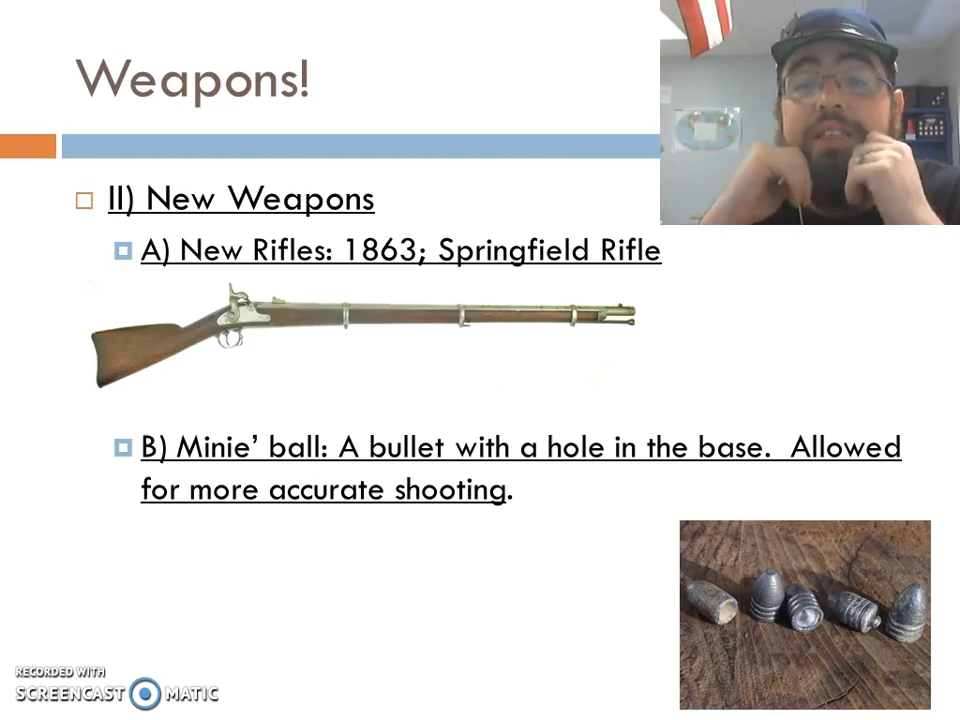 Weapons!
II) New Weapons
A) New Rifles: 1863; Springfield Rifle
B) Minie’ ball: A bullet with a hole in the base.  Allowed
for more accurate shooting.
RECORDED WITH
SCREENCAST MATIC